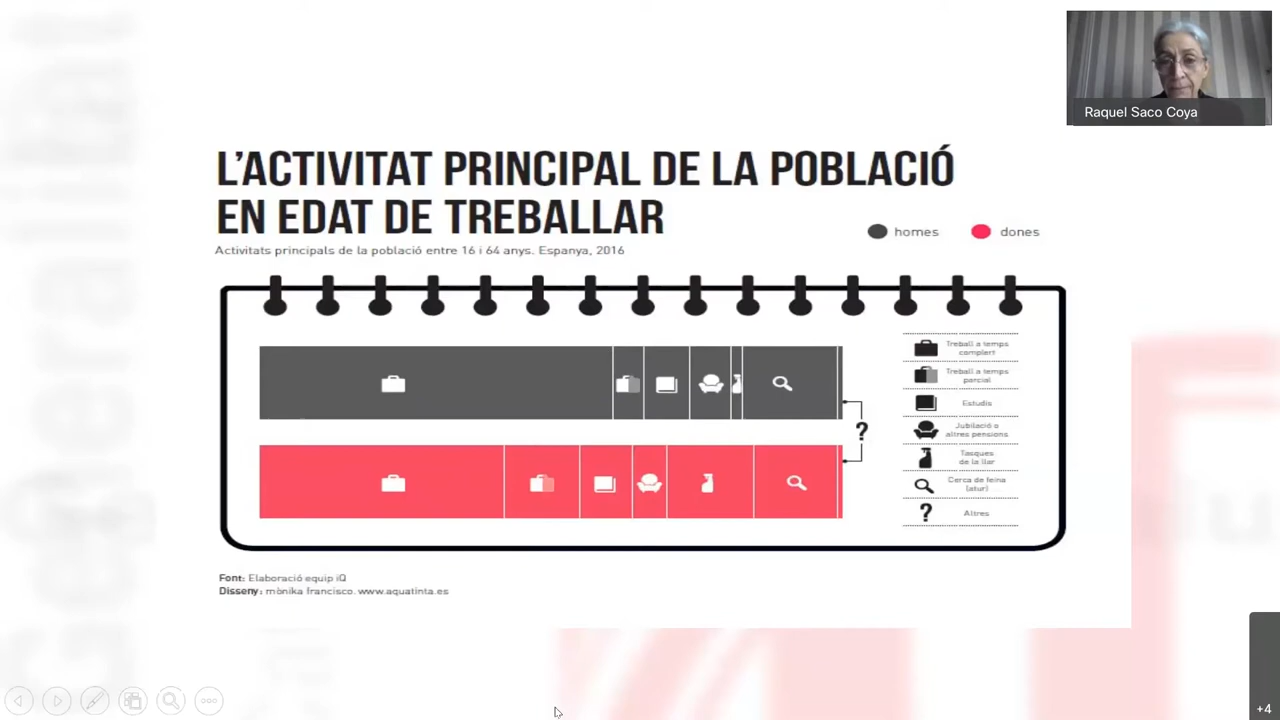 Raquel Saco Coya
L'ACTIVITAT PRINCIPAL DE LA POBLACIÓ
EN EDAT DE TREBALLAR
homes
dones
Activitats principals de la població entre 16 i 64 anys. Espanya, 2016
Treball a temps
complert
Treball a temps
parcial
Estudis
Jubilació o
altres pensions
Tasques
de la llar
Cerca de feina
(atur)
? Altres
?
Font: Elaboració equip iQ
Disseny: mònika francisco. www.aquatinta.es
+4